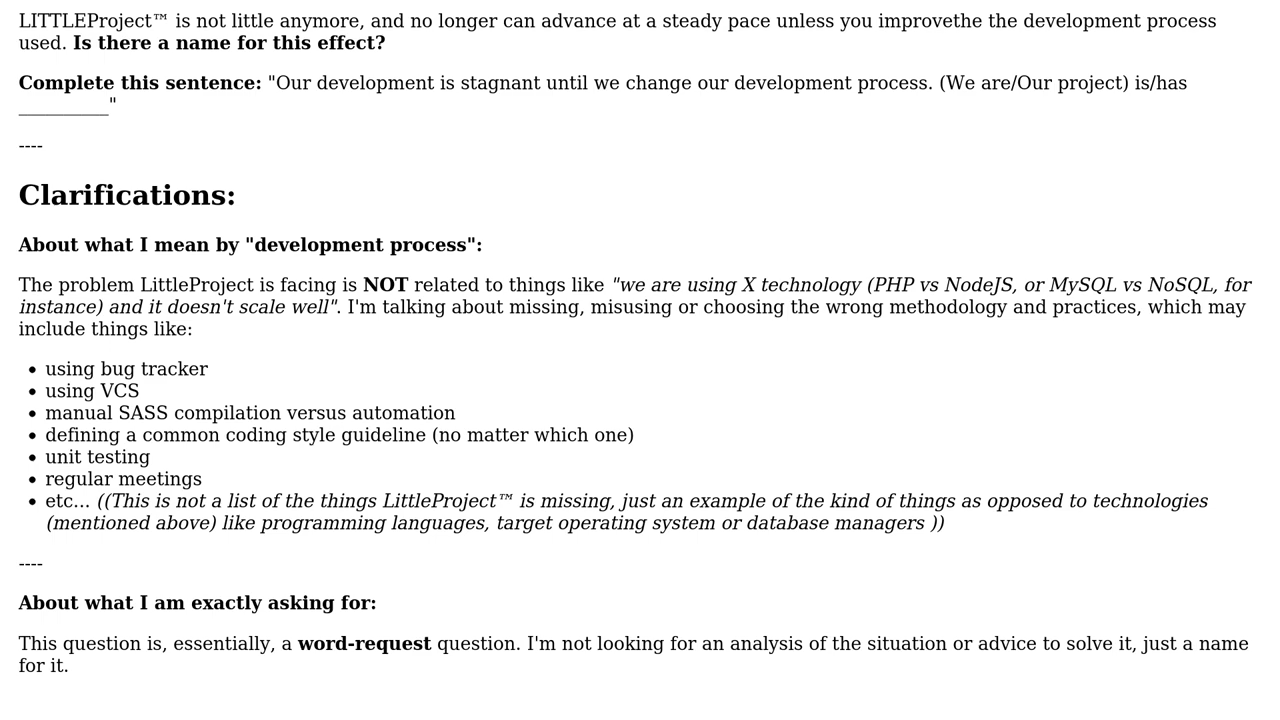 LITTLEProject™ is not little anymore, and no longer can advance at a steady pace unless you improvethe the development process
used. Is there a name for this effect?
Complete this sentence: "Our development is stagnant until we change our development process. (We are/Our project) is/has
__________"
----
Clarifications:
About what I mean by "development process":
The problem LittleProject is facing is NOT related to things like "we are using X technology (PHP vs NodeJS, or MySQL vs NoSQL, for
instance) and it doesn't scale well". I'm talking about missing, misusing or choosing the wrong methodology and practices, which may
include things like:
• using bug tracker
• using VCS
• manual SASS compilation versus automation
• defining a common coding style guideline (no matter which one)
• unit testing
• regular meetings
• etc... ((This is not a list of the things LittleProject™ is missing, just an example of the kind of things as opposed to technologies
(mentioned above) like programming languages, target operating system or database managers ))
----
About what I am exactly asking for:
This question is, essentially, a word-request question. I'm not looking for an analysis of the situation or advice to solve it, just a name
for it.